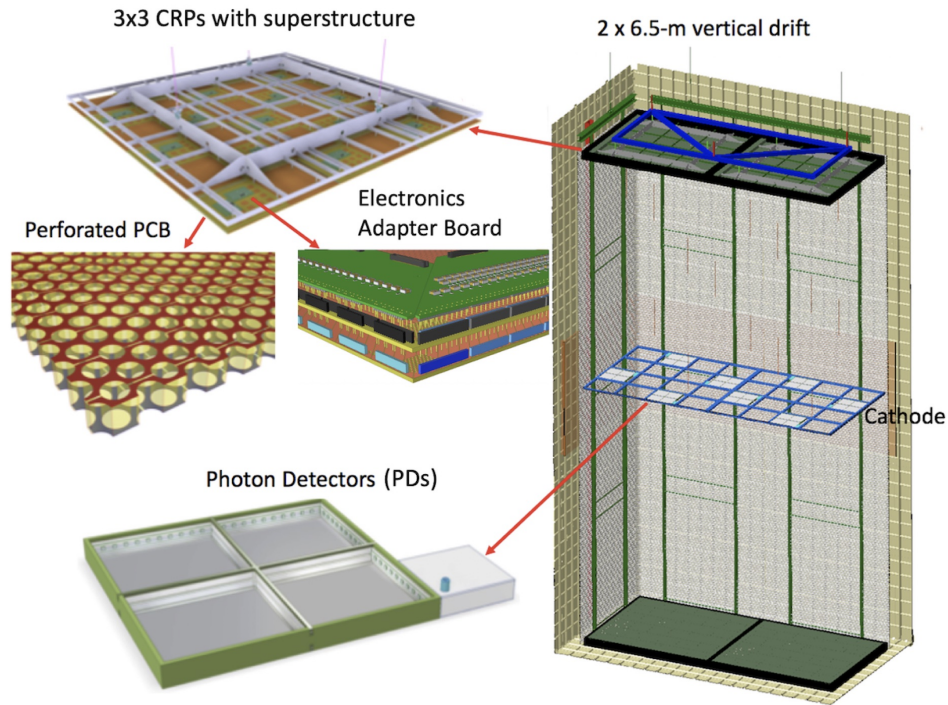 3x3 CRPs with superstructure
2 x 6.5-m vertical drift
Electronics
Adapter Board
Perforated PCB
Cathode
Photon Detectors (PDs)